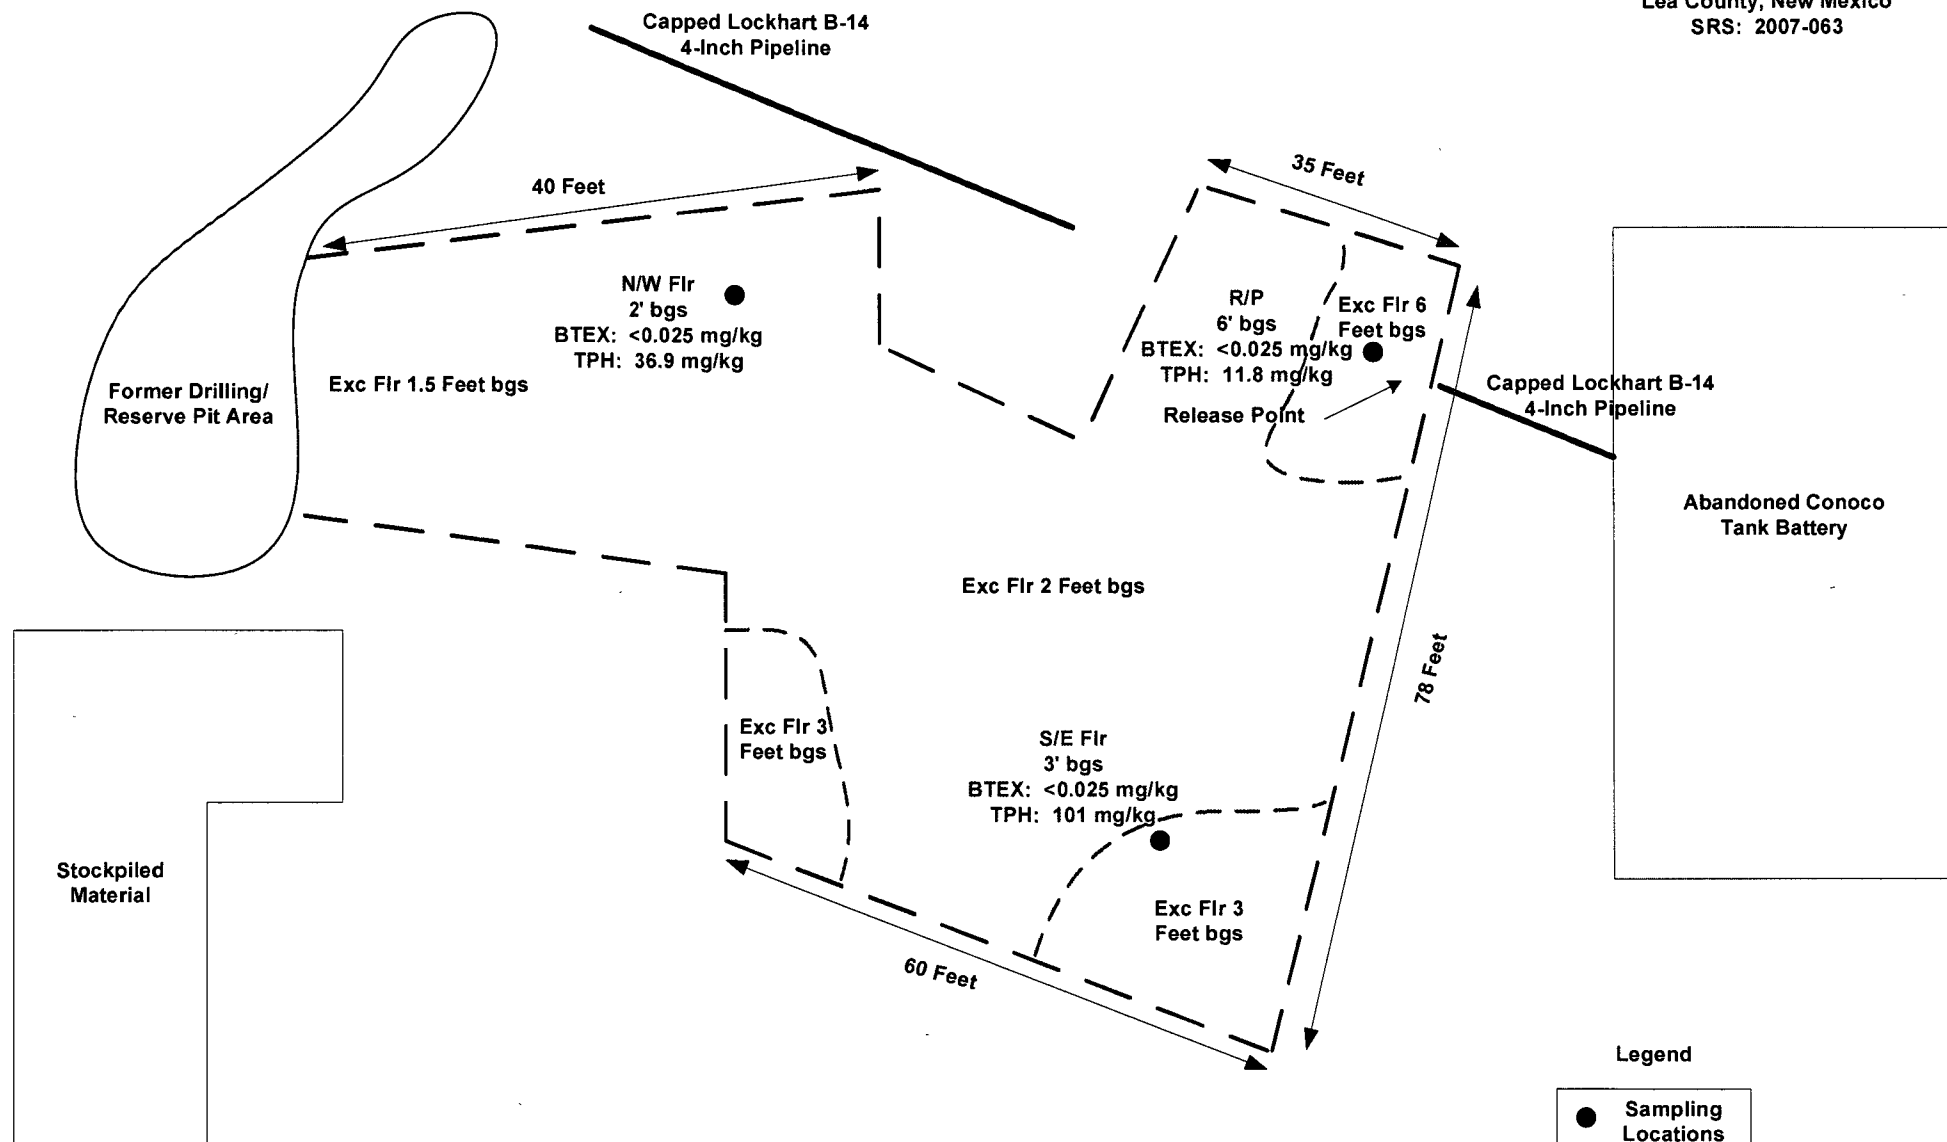 Lea County, New Mexico
SRS: 2007-063
Capped Lockhart B-14
4-Inch Pipeline
40 Feet
35 Feet
N/W Flr
2' bgs
BTEX: <0.025 mg/kg
TPH: 36.9 mg/kg
R/P
6' bgs
BTEX: <0.025 mg/kg
TPH: 11.8 mg/kg
Exc Flr 6
Feet bgs
Release Point
Capped Lockhart B-14
4-Inch Pipeline
Former Drilling/
Reserve Pit Area
Exc Flr 1.5 Feet bgs
Abandoned Conoco
Tank Battery
Exc Flr 2 Feet bgs
78 Feet
Exc Flr 3
Feet bgs
S/E Flr
3' bgs
BTEX: <0.025 mg/kg
TPH: 101 mg/kg
Stockpiled
Material
Exc Flr 3
Feet bgs
60 Feet
Legend
Sampling
Locations